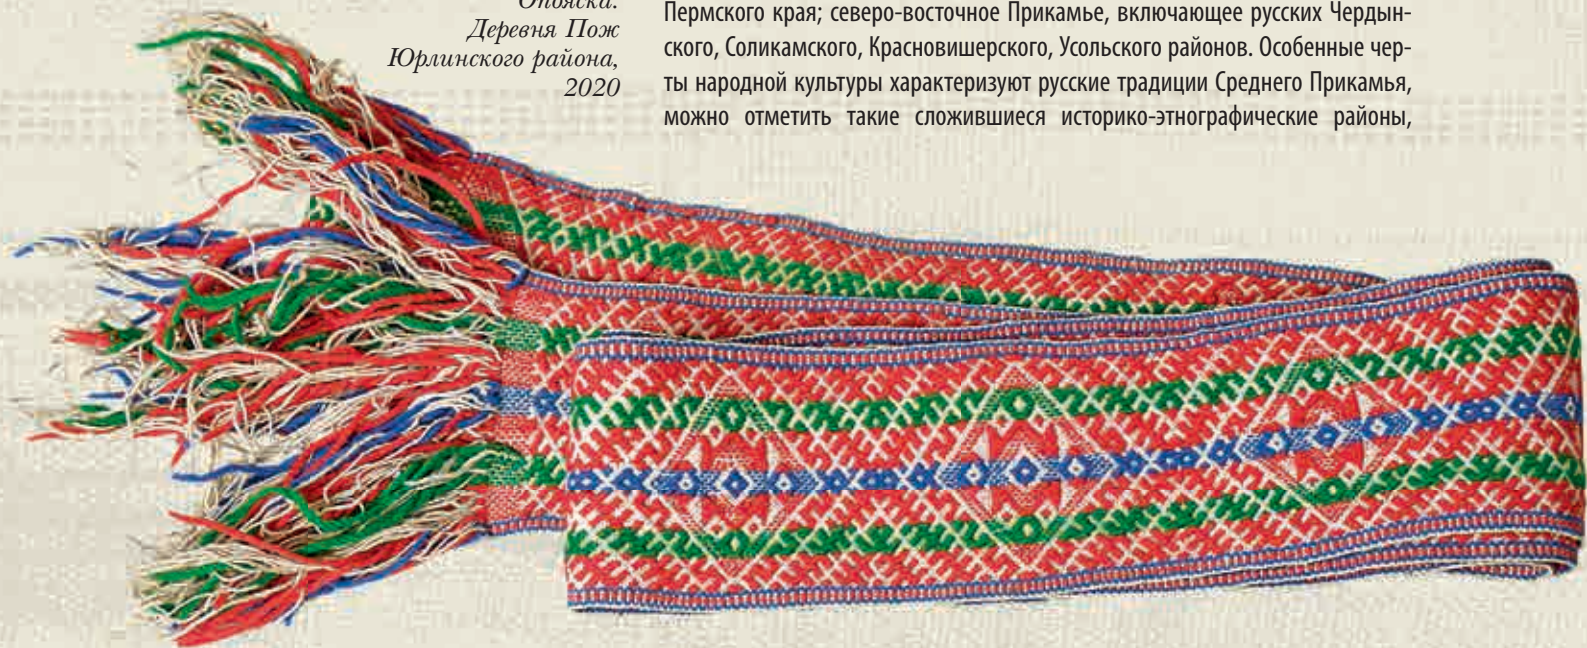 Опояска.
Деревня Пож
Юрлинского района,
2020
Пермского края; северо-восточное Прикамье, включающее русских Чердын-
ского, Соликамского, Красновишерского, Усольского районов. Особенные чер-
ты народной культуры характеризуют русские традиции Среднего Прикамья,
можно отметить такие сложившиеся историко-этнографические районы,